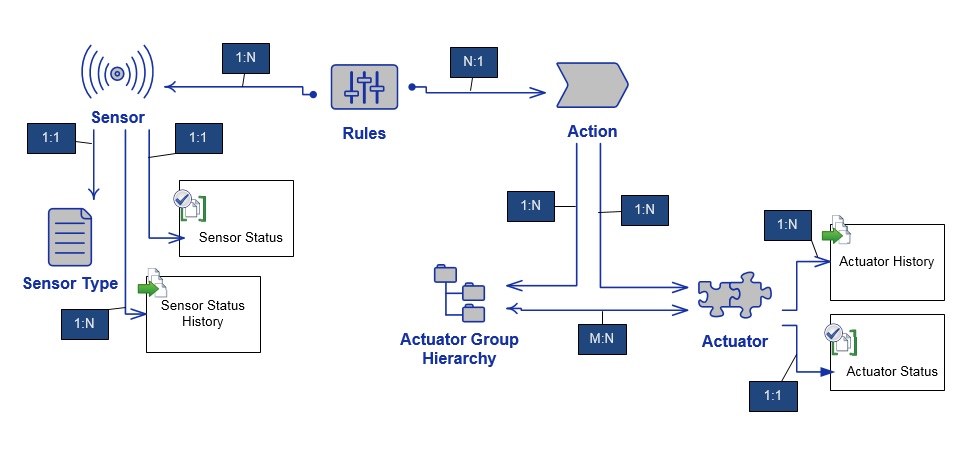 1:N
N:1
Sensor
Rules
Action
1:1
1:1
1:N
1:N
1:N
Sensor Status
Actuator History
Sensor Type
Sensor Status
History
1:N
Actuator Group
Hierarchy
M:N
Actuator
Actuator Status
1:1